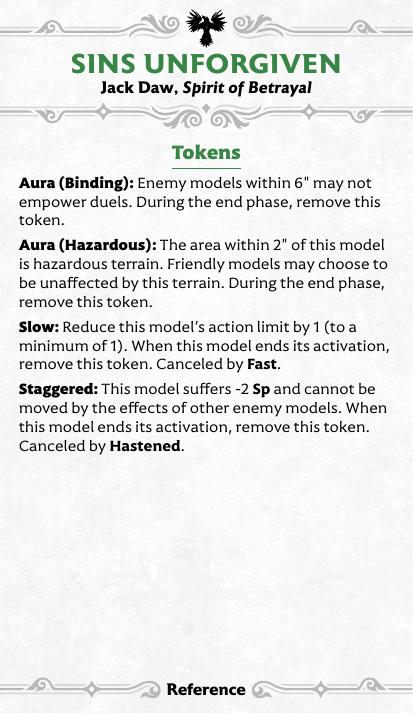 SINS UNFORGIVEN
Jack Daw, Spirit of Betrayal
Tokens
Aura (Binding): Enemy models within 6" may not
empower duels. During the end phase, remove this
token.
Aura (Hazardous): The area within 2" of this model
is hazardous terrain. Friendly models may choose to
be unaffected by this terrain. During the end phase,
remove this token.
Slow: Reduce this model's action limit by 1 (to a
minimum of 1). When this model ends its activation,
remove this token. Canceled by Fast.
Staggered: This model suffers -2 Sp and cannot be
moved by the effects of other enemy models. When
this model ends its activation, remove this token.
Canceled by Hastened.
Reference